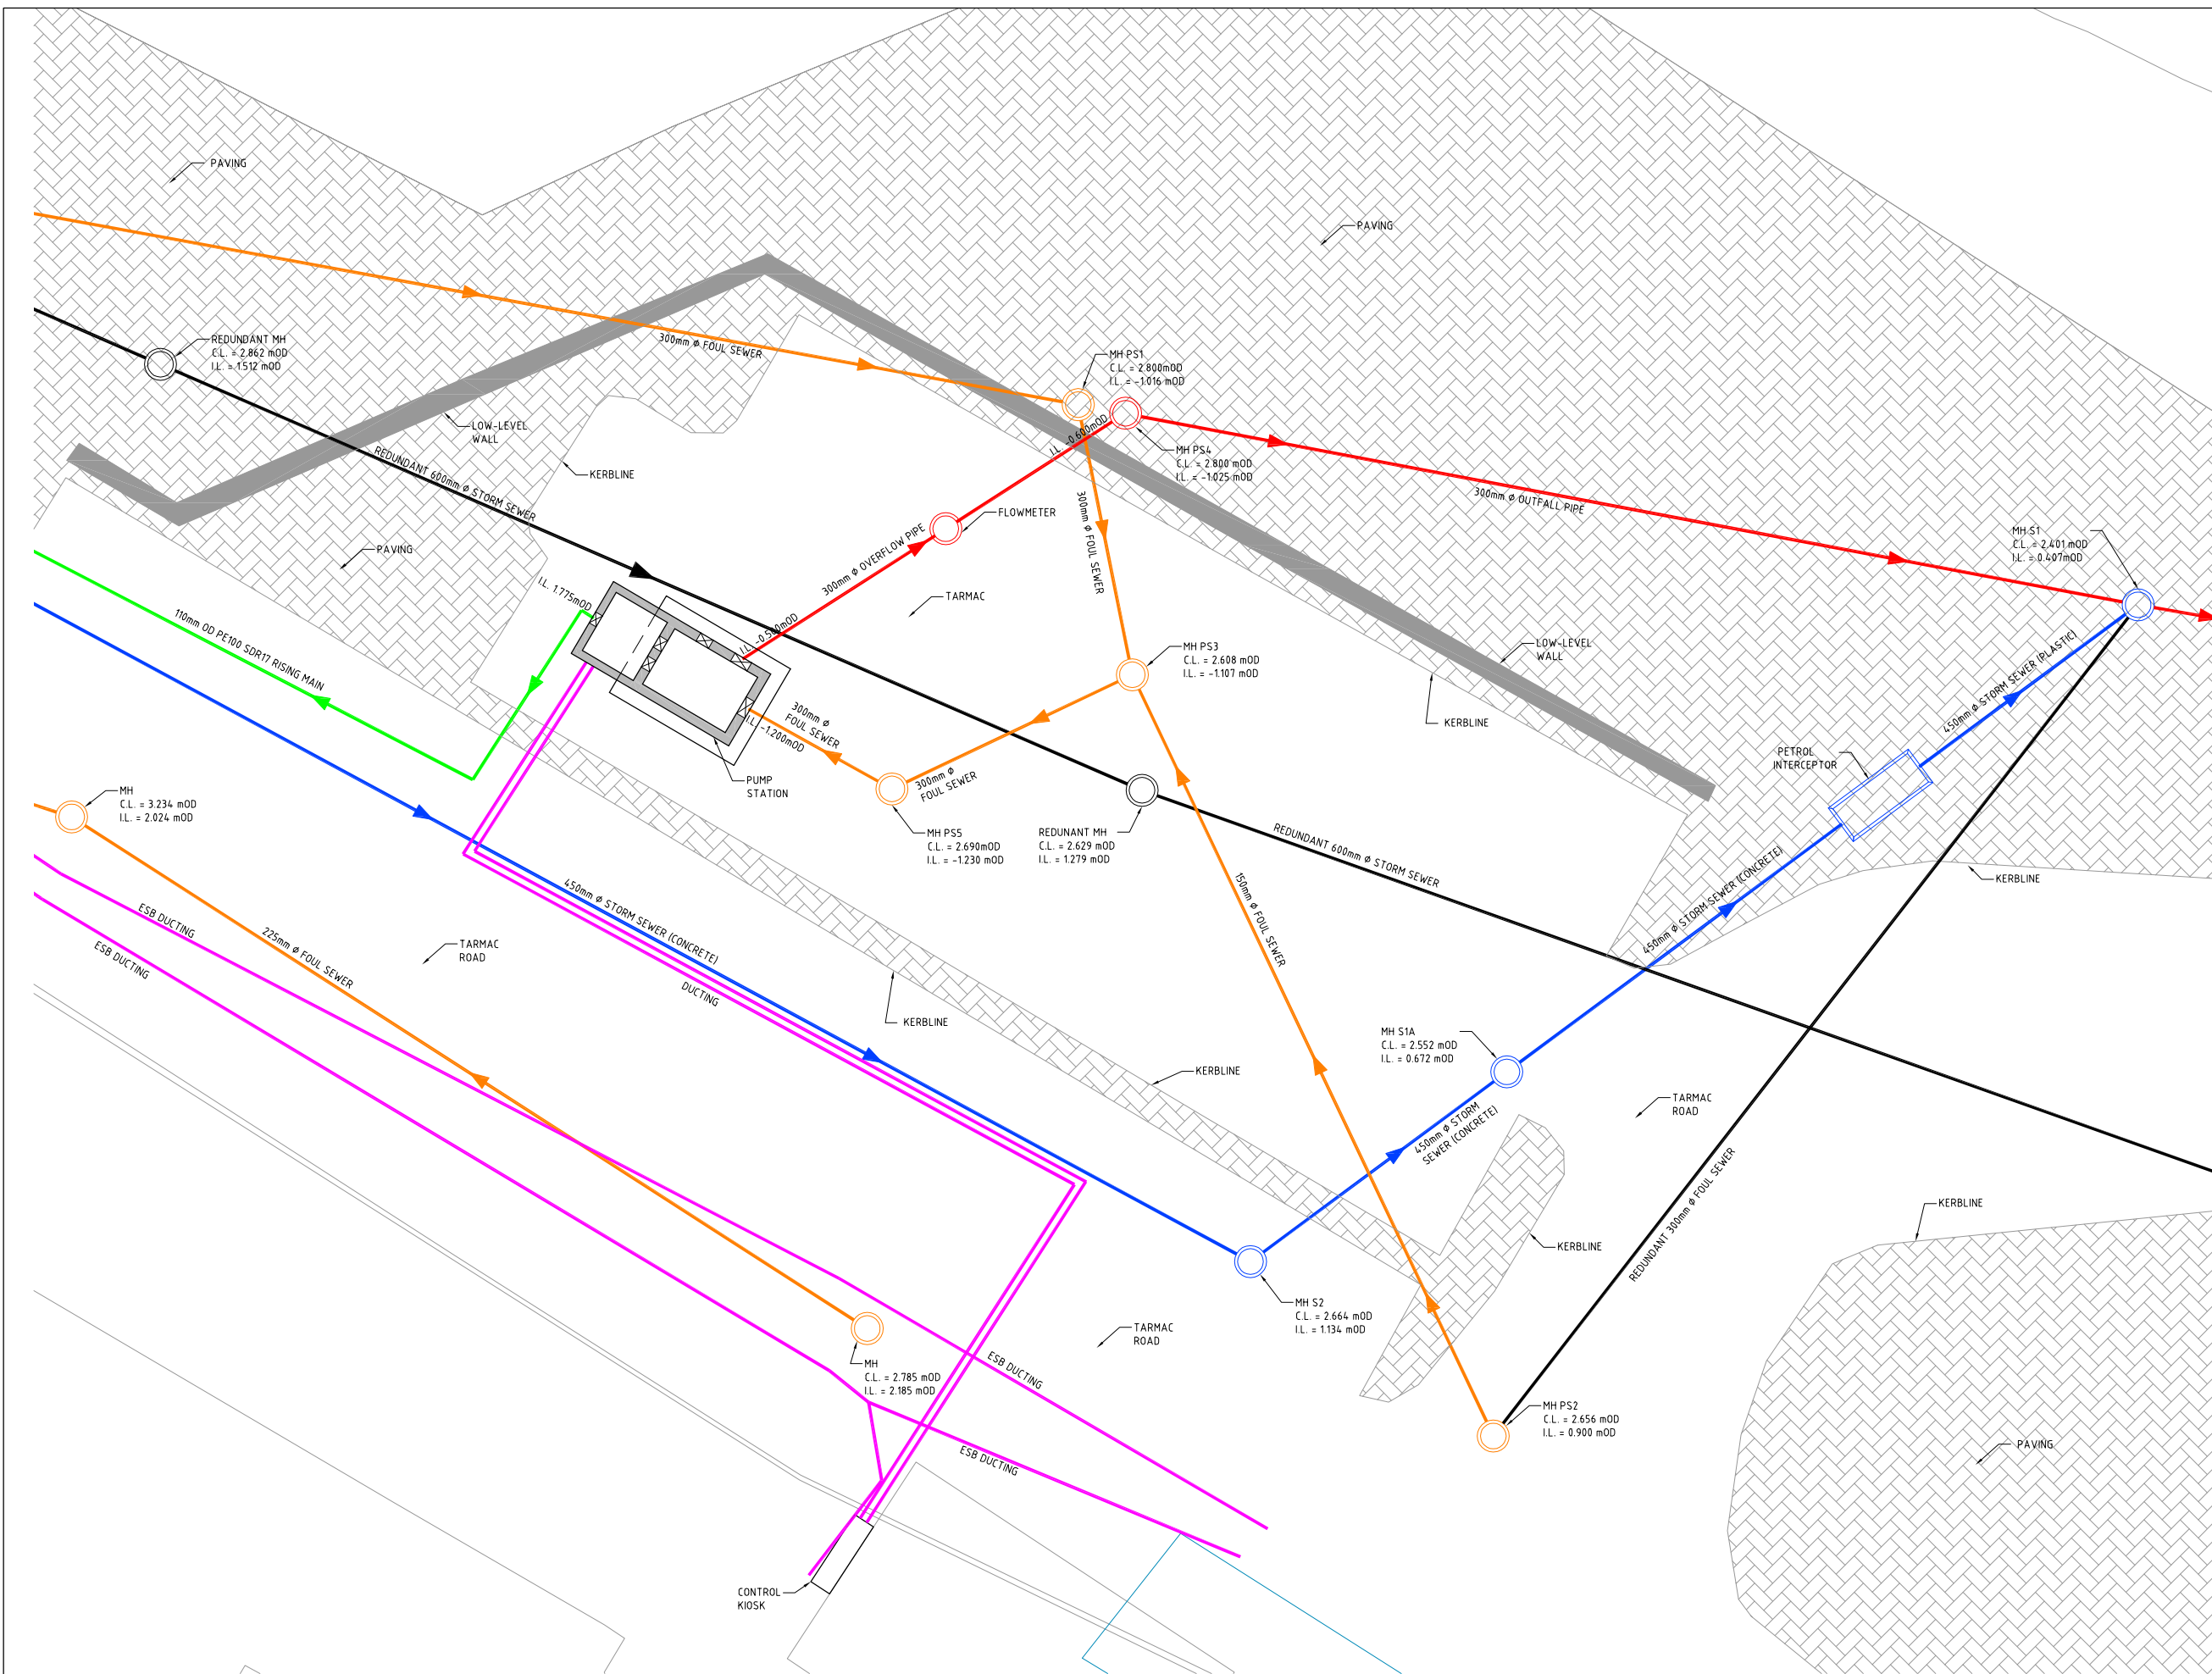 PAVING
PAVING
REDUNDANT MH
C.L. = 2.862 mOD
I.L. = 1.512 mOD
300mm Ø FOUL SEWER
MH PS1
C.L. = 2.800mOD
I.L. = -1.016 mOD
LOW-LEVEL
WALL
I.L. -0.600mOD
MH PS4
C.L. = 2.800 mOD
I.L. = -1.025 mOD
REDUNDANT 600mm Ø STORM SEWER
KERBLINE
300mm Ø OUTFALL PIPE
FLOWMETER
300mm Ø FOUL SEWER
MH S1
C.L. = 2.401 mOD
I.L. = 0.407mOD
PAVING
300mm Ø OVERFLOW PIPE
I.L. 1.775mOD
TARMAC
110mm OD PE100 SDR17 RISING MAIN
I.L. -0.500mOD
MH PS3
C.L. = 2.608 mOD
I.L. = -1.107 mOD
LOW-LEVEL
WALL
450mm Ø STORM SEWER (PLASTIC)
300mm Ø
FOUL SEWER
I.L. -1.200mOD
KERBLINE
PETROL
INTERCEPTOR
PUMP
STATION
300mm Ø
FOUL SEWER
MH
C.L. = 3.234 mOD
I.L. = 2.024 mOD
MH PS5
C.L. = 2.690mOD
I.L. = -1.230 mOD
REDUNANT MH
C.L. = 2.629 mOD
I.L. = 1.279 mOD
REDUNDANT 600mm Ø STORM SEWER
KERBLINE
450mm Ø STORM SEWER (CONCRETE)
150mm Ø FOUL SEWER
450mm Ø STORM SEWER (CONCRETE)
ESB DUCTING
225mm Ø FOUL SEWER
ESB DUCTING
TARMAC
ROAD
DUCTING
KERBLINE
MH S1A
C.L. = 2.552 mOD
I.L. = 0.672 mOD
KERBLINE
TARMAC
ROAD
450mm Ø STORM
SEWER (CONCRETE)
REDUNDANT 300mm Ø FOUL SEWER
KERBLINE
KERBLINE
MH S2
C.L. = 2.664 mOD
I.L. = 1.134 mOD
TARMAC
ROAD
MH
C.L. = 2.785 mOD
I.L. = 2.185 mOD
ESB DUCTING
MH PS2
C.L. = 2.656 mOD
I.L. = 0.900 mOD
PAVING
ESB DUCTING
CONTROL
KIOSK